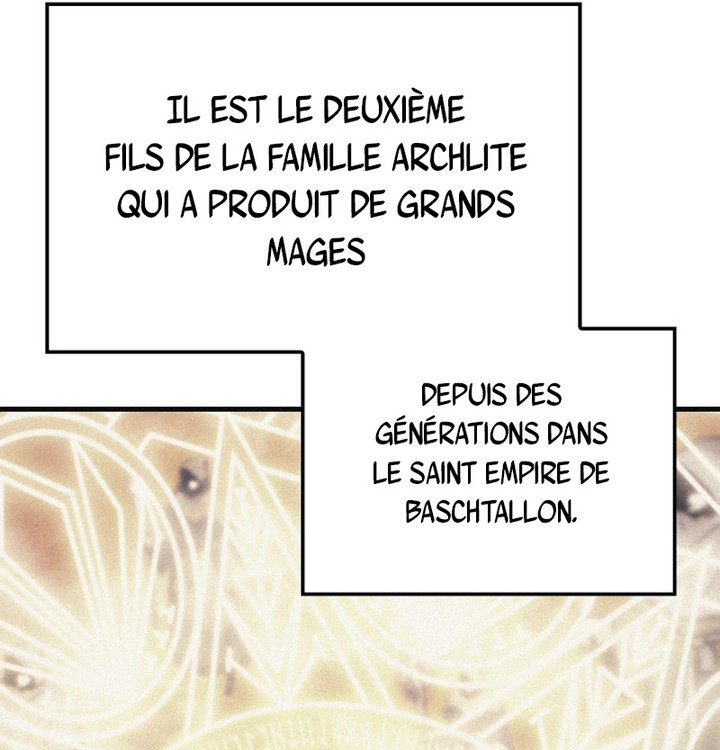 IL EST LE DEUXIÈME
FILS DE LA FAMILLE ARCHLITE
QUI A PRODUIT DE GRANDS
MAGES
DEPUIS DES
GÉNÉRATIONS DANS
LE SAINT EMPIRE DE
BASCHTALLON.